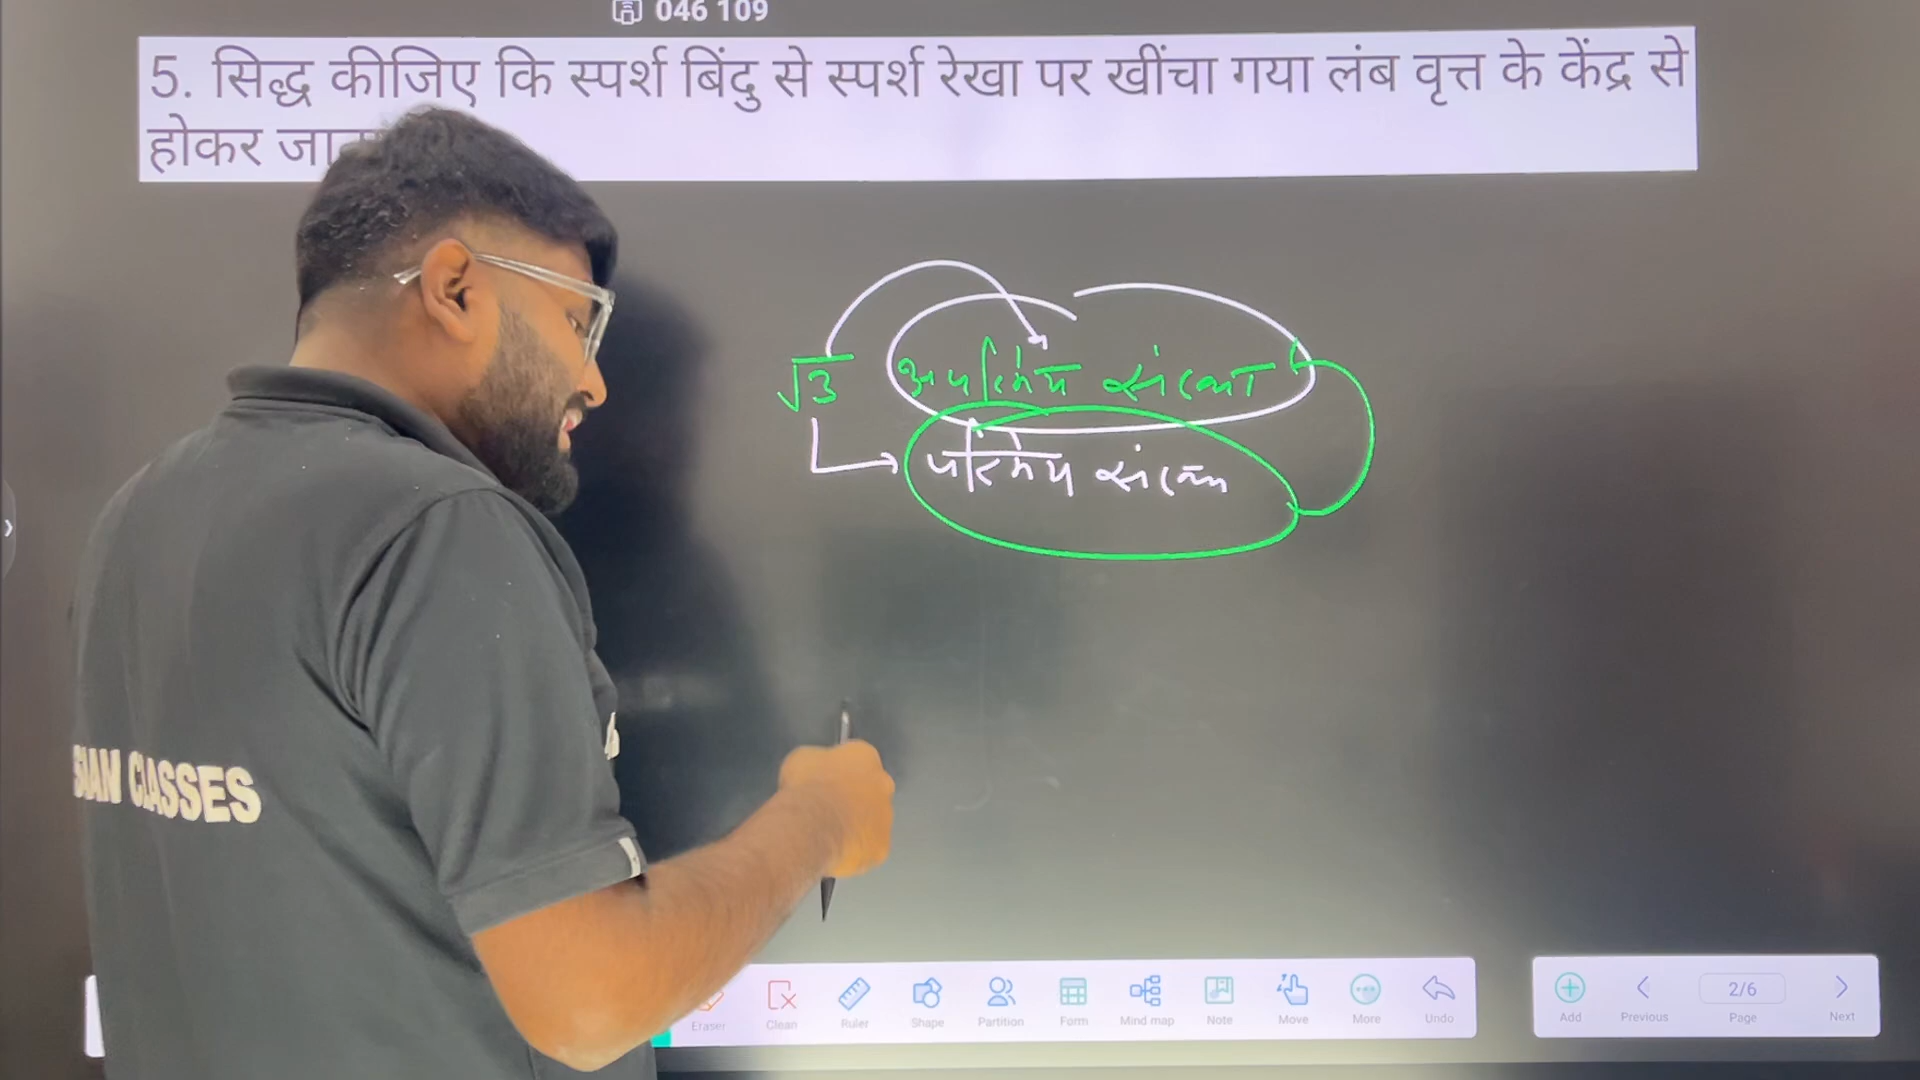 046 109
5. सिद्ध कीजिए कि स्पर्श बिंदु से स्पर्श रेखा पर खींचा गया लंब वृत्त के केंद्र से
होकर
√3 अपरिमेय संख्या
परिमेय संख्या
CLASSES
Eraser Clean Ruler Shape Partition Form Mind map Note Move More Undo
Add Previous 2/6 Page Next